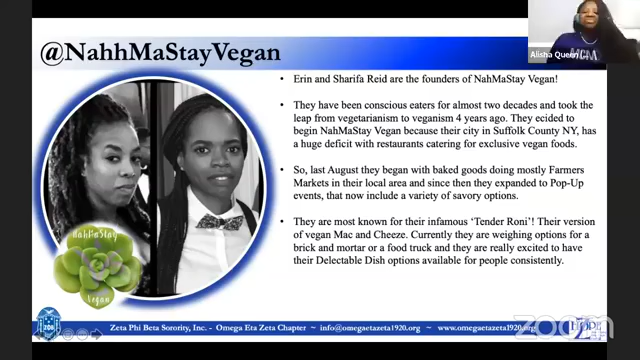 @NahhMaStayVegan
Alisha Queen
• Erin and Sharifa Reid are the founders of NahMaStay Vegan!
• They have been conscious eaters for almost two decades and took the
leap from vegetarianism to veganism 4 years ago. They ecided to
begin NahMaStay Vegan because their city in Suffolk County NY, has
a huge deficit with restaurants catering for exclusive vegan foods.
• So, last August they began with baked goods doing mostly Farmers
Markets in their local area and since then they expanded to Pop-Up
events, that now include a variety of savory options.
• They are most known for their infamous ‘Tender Roni’! Their version
of vegan Mac and Cheeze. Currently they are weighing options for a
brick and mortar or a food truck and they are really excited to have
their Delectable Dish options available for people consistently.
NahMaStay
Vegan
ZOB
Zeta Phi Beta Sorority, Inc. - Omega Eta Zeta Chapter ~ info@omegaetazeta1920.org ~ www.omegaetazeta1920.org
zoom